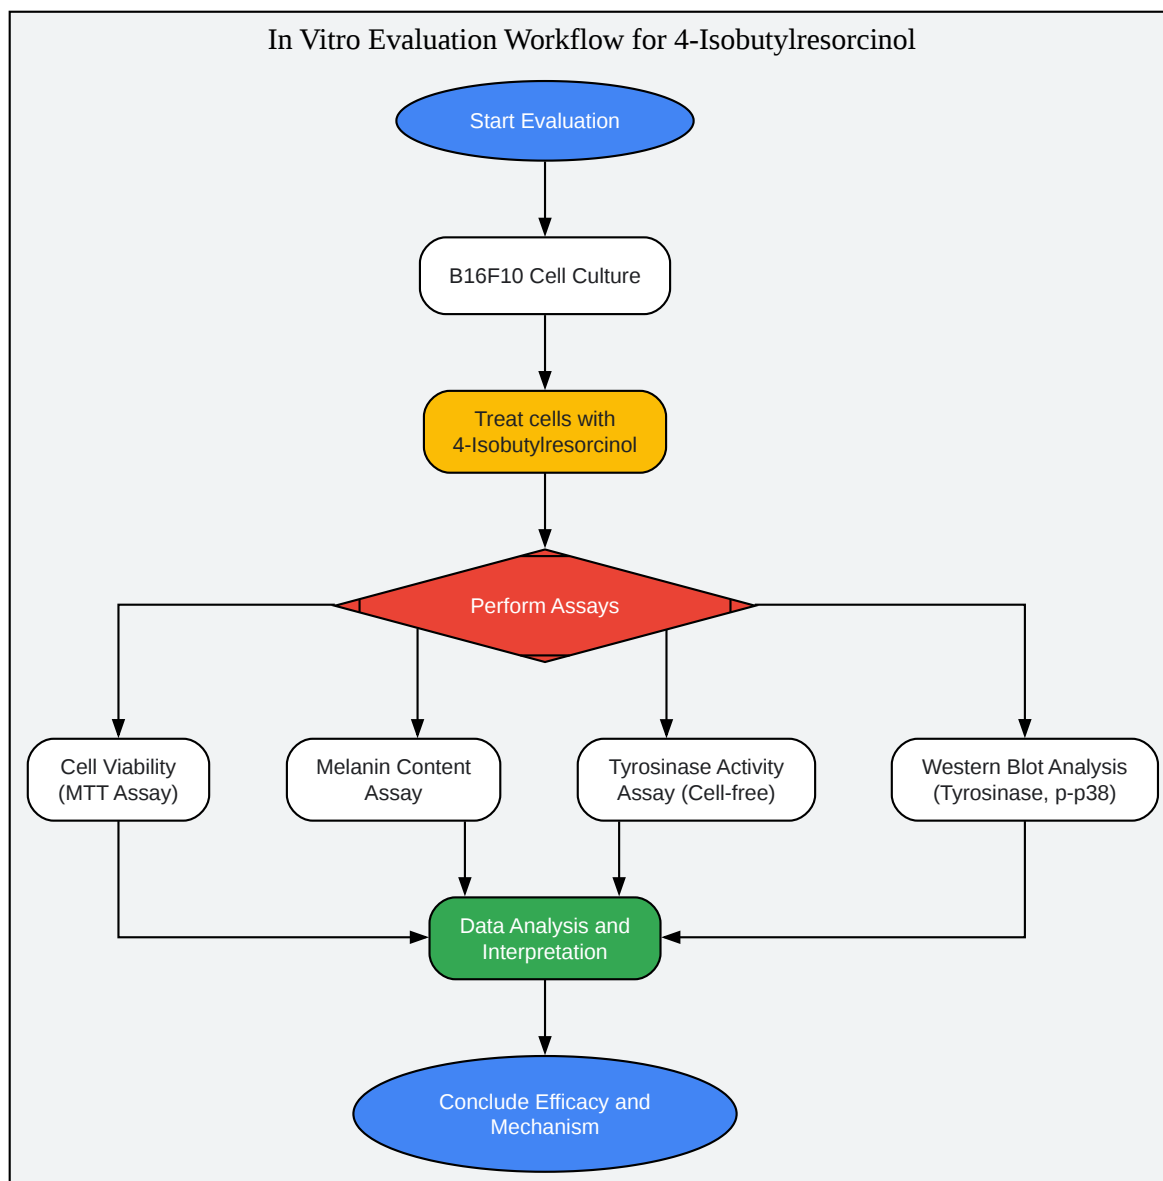 In Vitro Evaluation Workflow for 4-Isobutylresorcinol
Start Evaluation
B16F10 Cell Culture
Treat cells with
4-Isobutylresorcinol
Perform Assays
Cell Viability
(MTT Assay)
Melanin Content
Assay
Tyrosinase Activity
Assay (Cell-free)
Western Blot Analysis
(Tyrosinase, p-p38)
Data Analysis and
Interpretation
Conclude Efficacy and
Mechanism